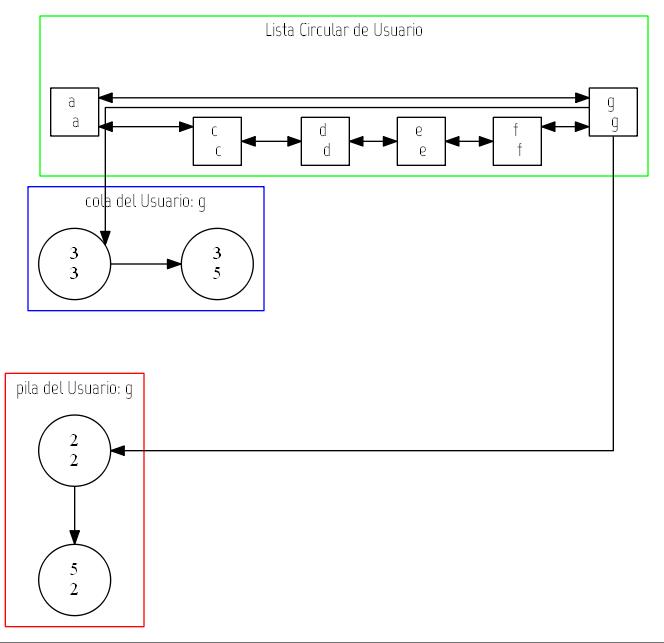 Lista Circular de Usuario
a
a
g
g
c
c
d
d
e
e
f
f
cola del Usuario: g
3
3
3
5
pila del Usuario: g
2
2
5
2